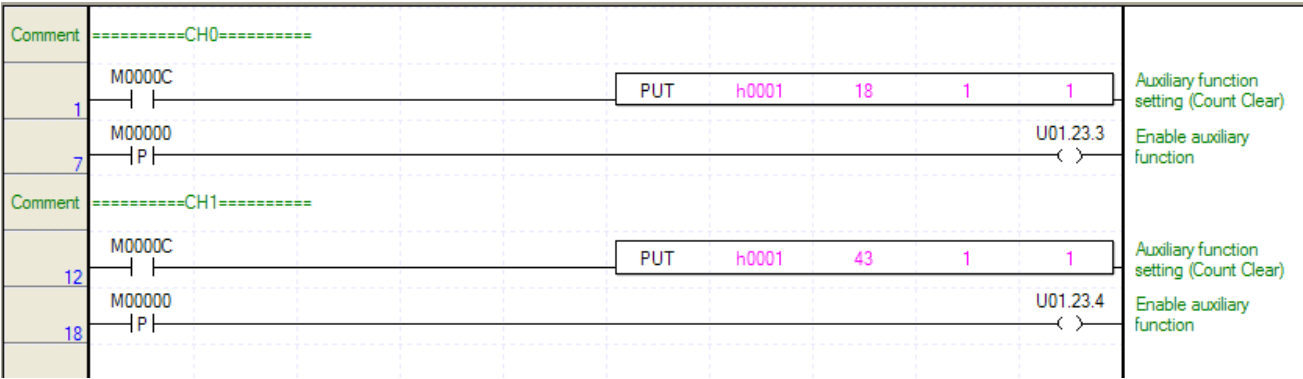 Comment ==========CH0==========
M0000C
1 PUT h0001 18 1 1 Auxiliary function
setting (Count Clear)
M00000 U01.23.3 Enable auxiliary
7 P function
Comment ==========CH1==========
M0000C
12 PUT h0001 43 1 1 Auxiliary function
setting (Count Clear)
M00000 U01.23.4 Enable auxiliary
18 P function